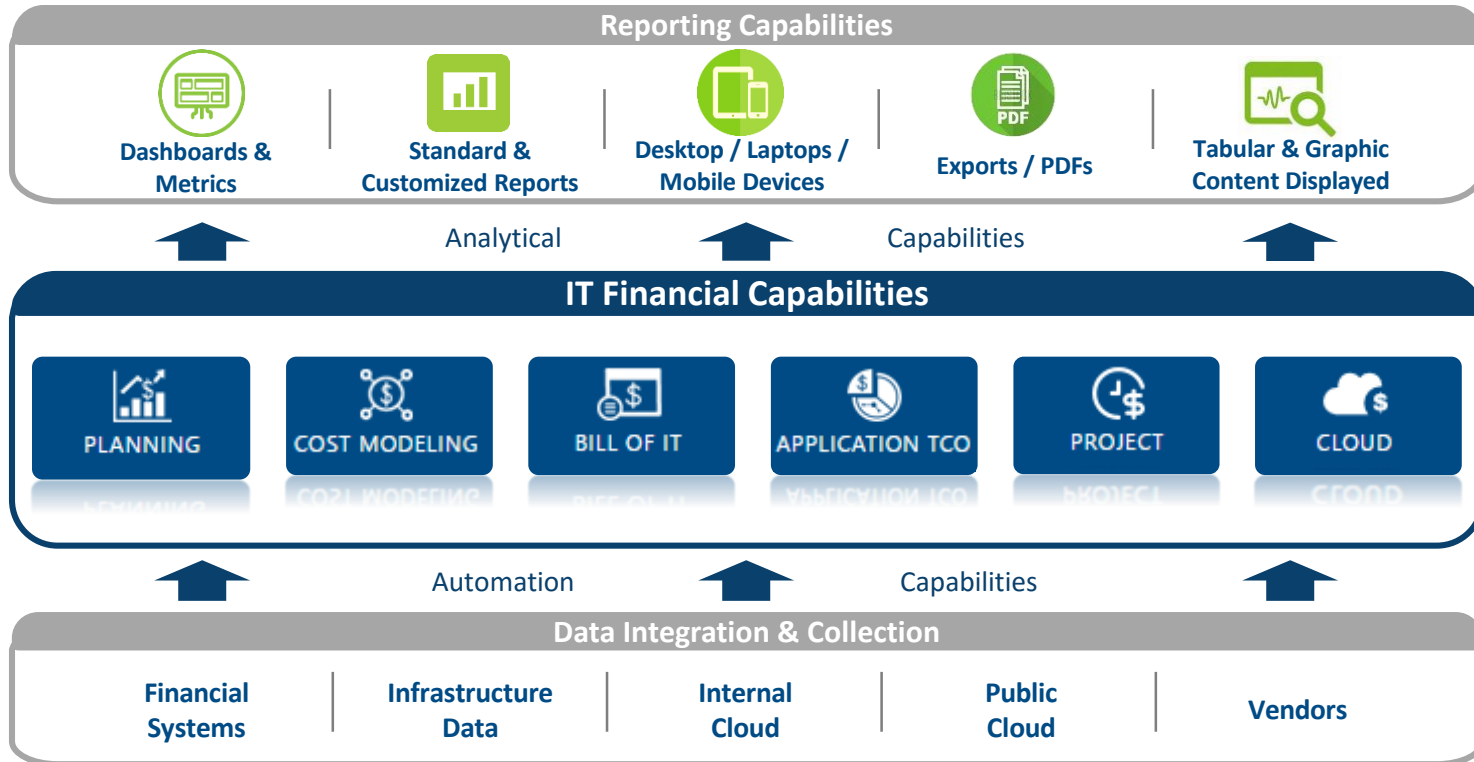 Reporting Capabilities
PDF
Dashboards &
Metrics
Standard &
Customized Reports
Desktop / Laptops /
Mobile Devices
Exports / PDFs
Tabular & Graphic
Content Displayed
Analytical Capabilities
IT Financial Capabilities
PLANNING
COST MODELING
BILL OF IT
APPLICATION TCO
PROJECT
CLOUD
Automation Capabilities
Data Integration & Collection
Financial
Systems
Infrastructure
Data
Internal
Cloud
Public
Cloud
Vendors